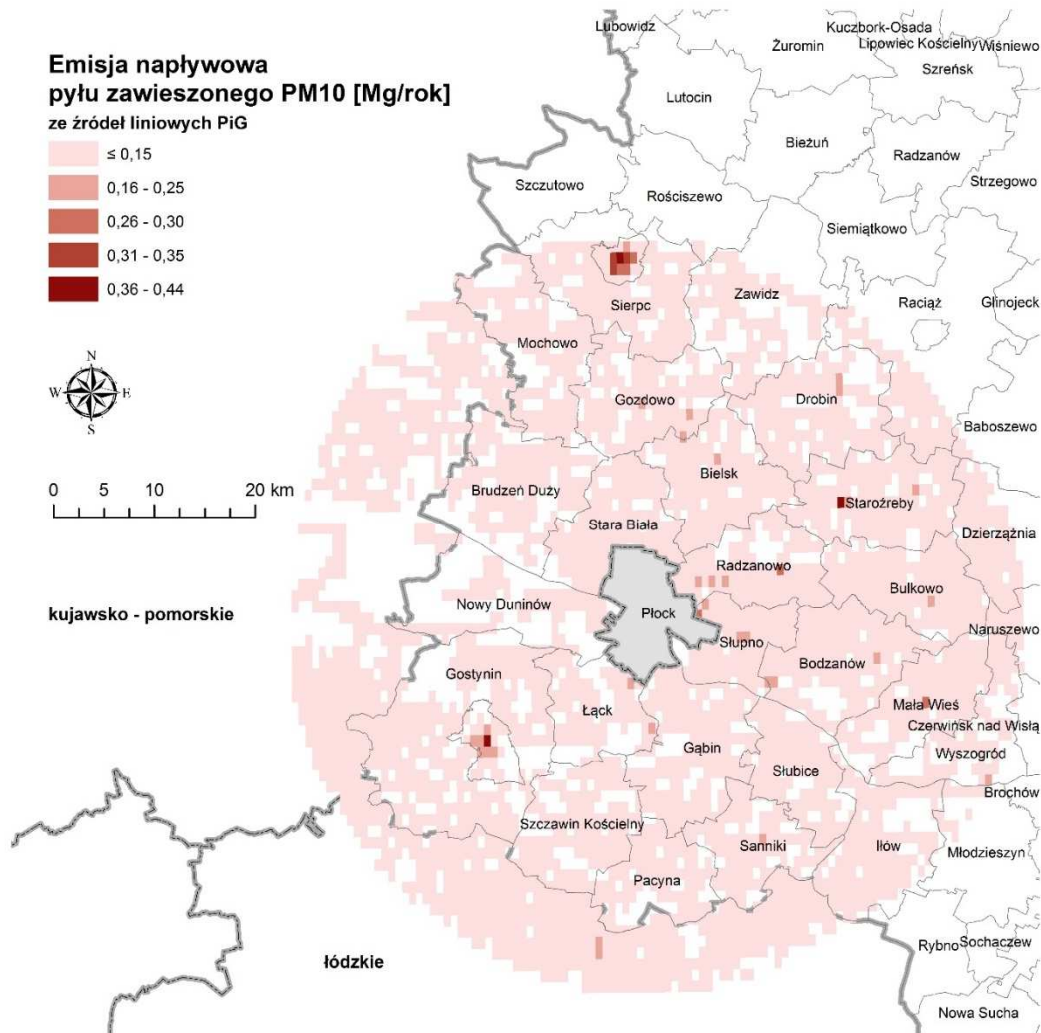 Emisja napływowa
pyłu zawieszonego PM10 [Mg/rok]
ze źródeł liniowych PiG
≤ 0,15
0,16 - 0,25
0,26 - 0,30
0,31 - 0,35
0,36 - 0,44
N
W E
S
0 5 10 20 km
kujawsko - pomorskie
łódzkie
Lubowidz
Kuczbork-Osada
Żuromin
Lipowiec Kościelny
Wiśniewo
Szreńsk
Lutocin
Bieżuń
Radzanów
Strzegowo
Szczutowo
Rościszewo
Siemiątkowo
Sierpc
Zawidz
Raciąż
Glinojeck
Mochowo
Gozdowo
Drobin
Baboszewo
Bielsk
Brudzeń Duży
Staroźreby
Stara Biała
Dzierzążnia
Radzanowo
Bulkowo
Nowy Duninów
Płock
Naruszewo
Słupno
Bodzanów
Gostynin
Łąck
Mała Wieś
Czerwińsk nad Wisłą
Gąbin
Wyszogród
Słubice
Brochów
Szczawin Kościelny
Sanniki
Iłów
Młodzieszyn
Pacyna
Rybno
Sochaczew
Nowa Sucha